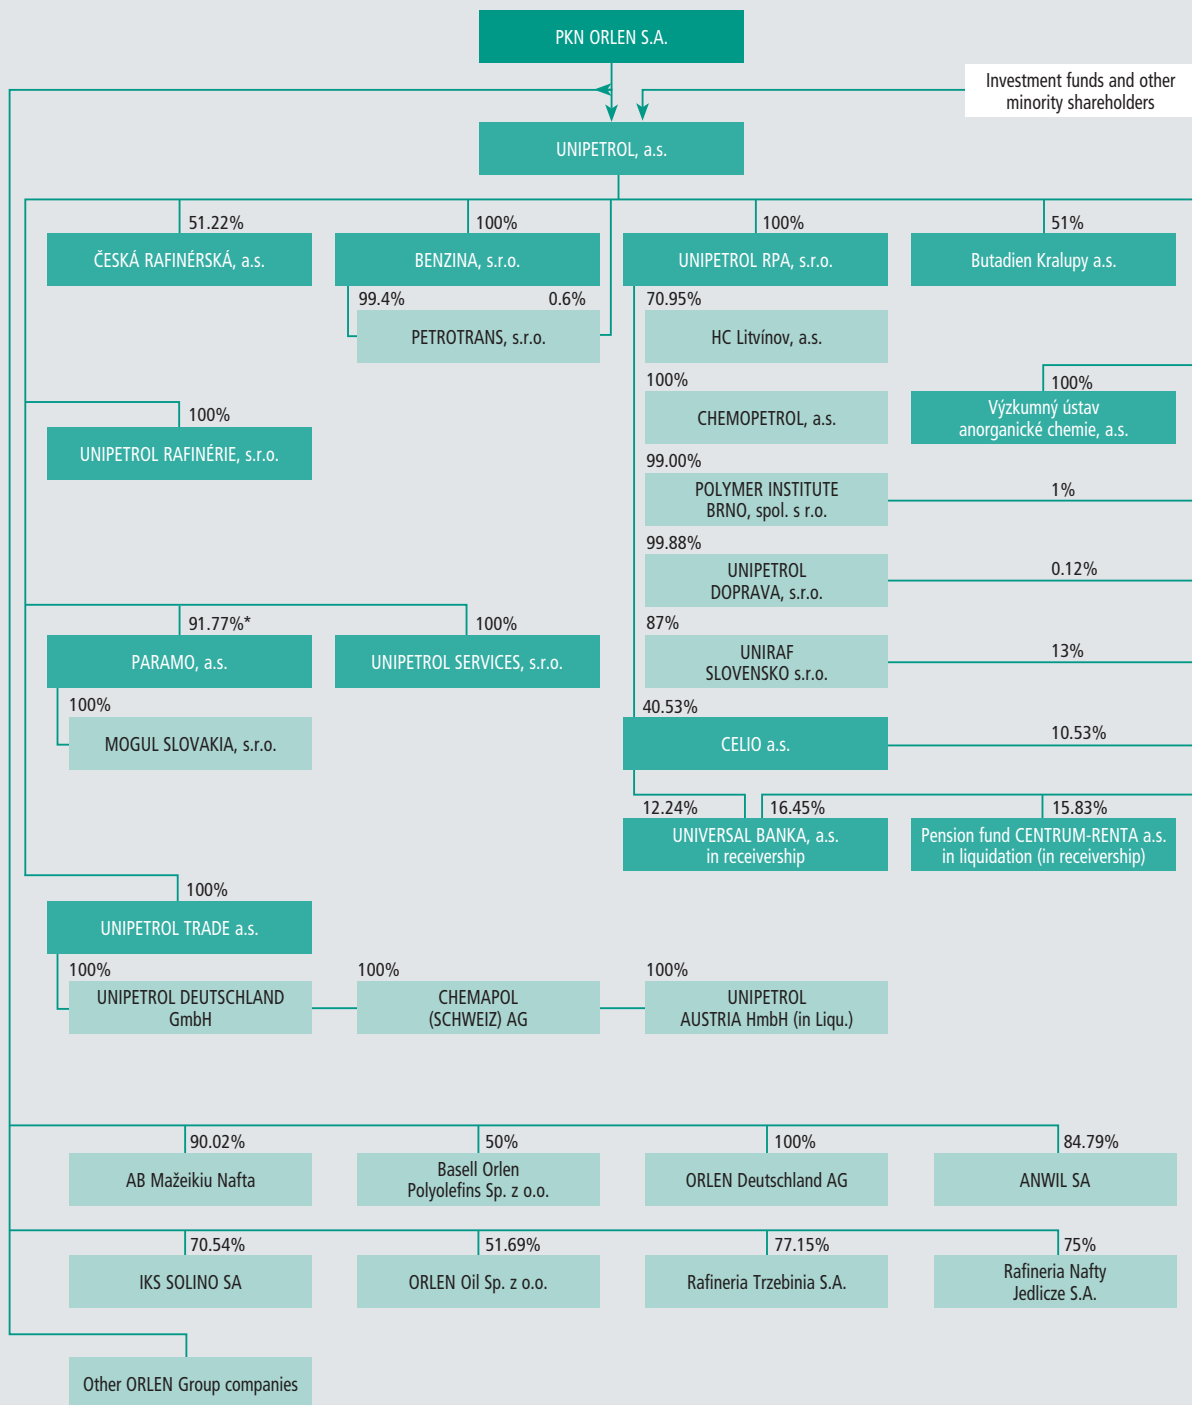 PKN ORLEN S.A.
Investment funds and other
minority shareholders
UNIPETROL, a.s.
51.22%
100%
100%
51%
ČESKÁ RAFINÉRSKÁ, a.s.
BENZINA, s.r.o.
UNIPETROL RPA, s.r.o.
Butadien Kralupy a.s.
99.4%
0.6%
70.95%
PETROTRANS, s.r.o.
HC Litvínov, a.s.
100%
100%
CHEMOPETROL, a.s.
Výzkumný ústav
anorganické chemie, a.s.
100%
UNIPETROL RAFINÉRIE, s.r.o.
99.00%
POLYMER INSTITUTE
BRNO, spol. s r.o.
1%
99.88%
UNIPETROL
DOPRAVA, s.r.o.
0.12%
91.77%*
100%
87%
PARAMO, a.s.
UNIPETROL SERVICES, s.r.o.
UNIRAF
SLOVENSKO s.r.o.
13%
100%
MOGUL SLOVAKIA, s.r.o.
40.53%
CELIO a.s.
10.53%
12.24%
16.45%
15.83%
UNIVERSAL BANKA, a.s.
in receivership
Pension fund CENTRUM-RENTA a.s.
in liquidation (in receivership)
100%
UNIPETROL TRADE a.s.
100%
100%
100%
UNIPETROL DEUTSCHLAND
GmbH
CHEMAPOL
(SCHWEIZ) AG
UNIPETROL
AUSTRIA HmbH (in Liqu.)
90.02%
50%
100%
84.79%
AB Mažeikiu Nafta
Basell Orlen
Polyolefins Sp. z o.o.
ORLEN Deutschland AG
ANWIL SA
70.54%
51.69%
77.15%
75%
IKS SOLINO SA
ORLEN Oil Sp. z o.o.
Rafineria Trzebinia S.A.
Rafineria Nafty
Jedlicze S.A.
Other ORLEN Group companies